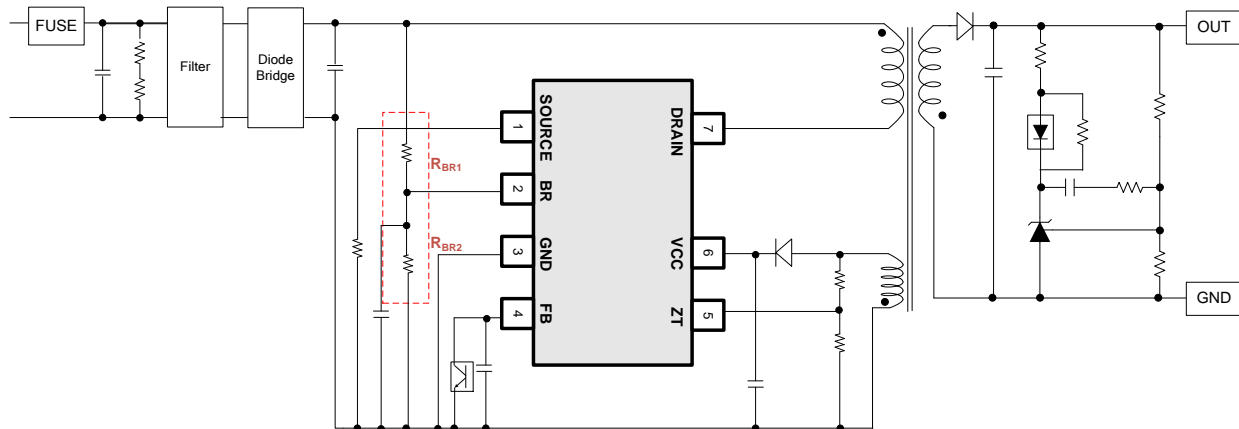 FUSE
Filter
Diode
Bridge
OUT
GND
SOURCE
1
BR
2
GND
3
FB
4
DRAIN
7
VCC
6
ZT
5
RBR1
RBR2